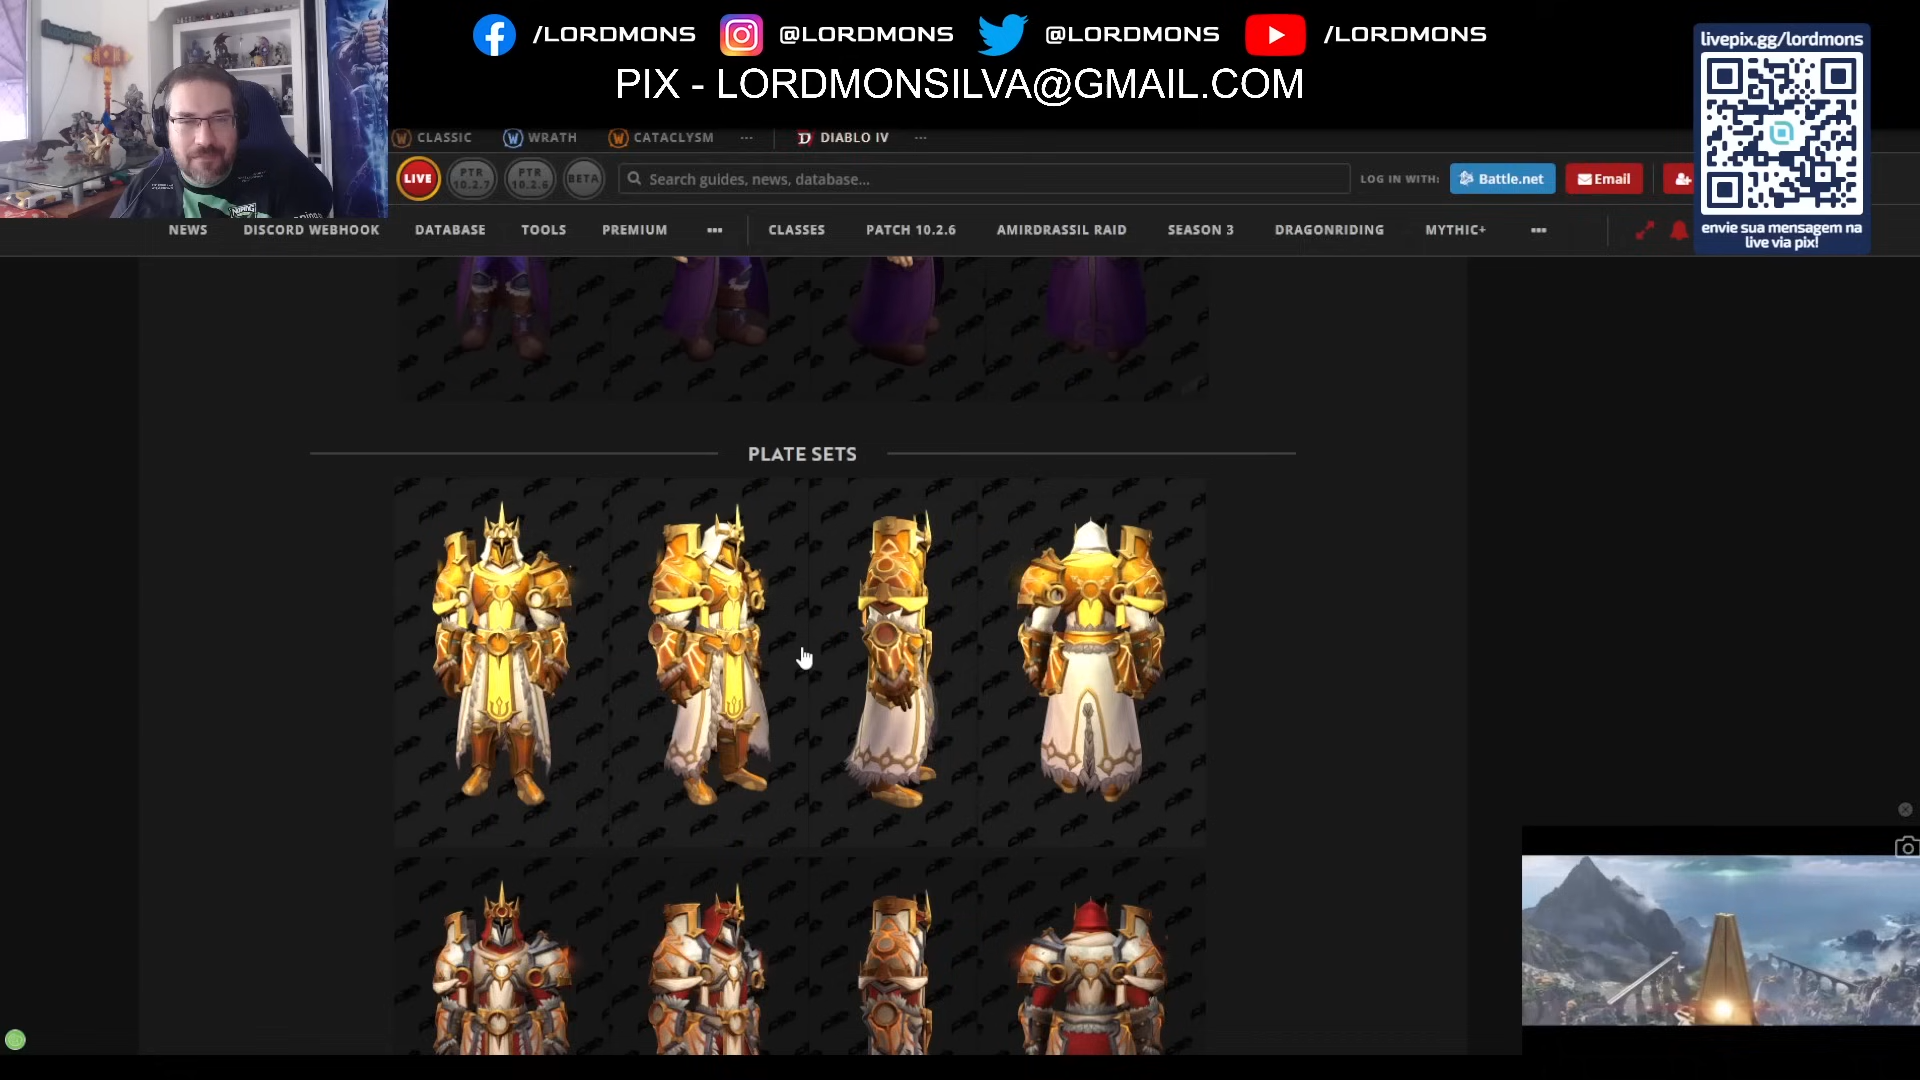 /LORDMONS @LORDMONS @LORDMONS /LORDMONS
PIX - LORDMONSILVA@GMAIL.COM
livepix.gg/lordmons
envie sua mensagem na
live via pix!
CLASSIC WRATH CATACLYSM ... DIABLO IV ...
LIVE PTR 10.2.7 PTR 10.2.6 BETA Search guides, news, database... LOG IN WITH: Battle.net Email
NEWS DISCORD WEBHOOK DATABASE TOOLS PREMIUM ... CLASSES PATCH 10.2.6 AMIRDRASSIL RAID SEASON 3 DRAGONRIDING MYTHIC+ ...
PLATE SETS